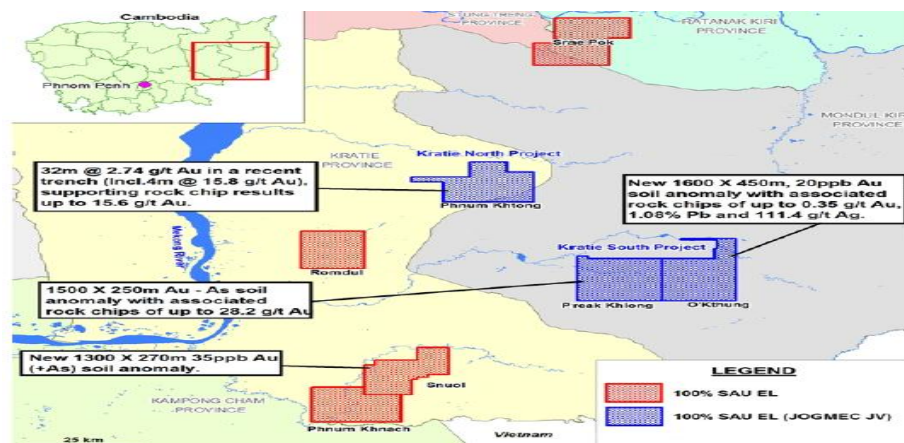 Cambodia
Phnom Penh
STUNG TRENG
PROVINCE
Srae Pok
RATANAK KIRI
PROVINCE
MONDUL KIRI
PROVINCE
KRATIE
PROVINCE
Kratie North Project
Phnum Khtong
32m @ 2.74 g/t Au in a recent
trench (incl.4m @ 15.8 g/t Au).
supporting rock chip results
up to 15.6 g/t Au.
New 1600 X 450m, 20ppb Au
soil anomaly with associated
rock chips of up to 0.35 g/t Au,
1.08% Pb and 111.4 g/t Ag.
Mekong River
Romdul
Kratie South Project
Preak Khlong
O'Kthung
1500 X 250m Au - As soil
anomaly with associated
rock chips of up to 28.2 g/t Au
New 1300 X 270m 35ppb Au
(+As) soil anomaly.
Snuol
KAMPONG CHAM
PROVINCE
Phnum Khnach
25 km
Vietnam
LEGEND
100% SAU EL
100% SAU EL (JOGMEC JV)